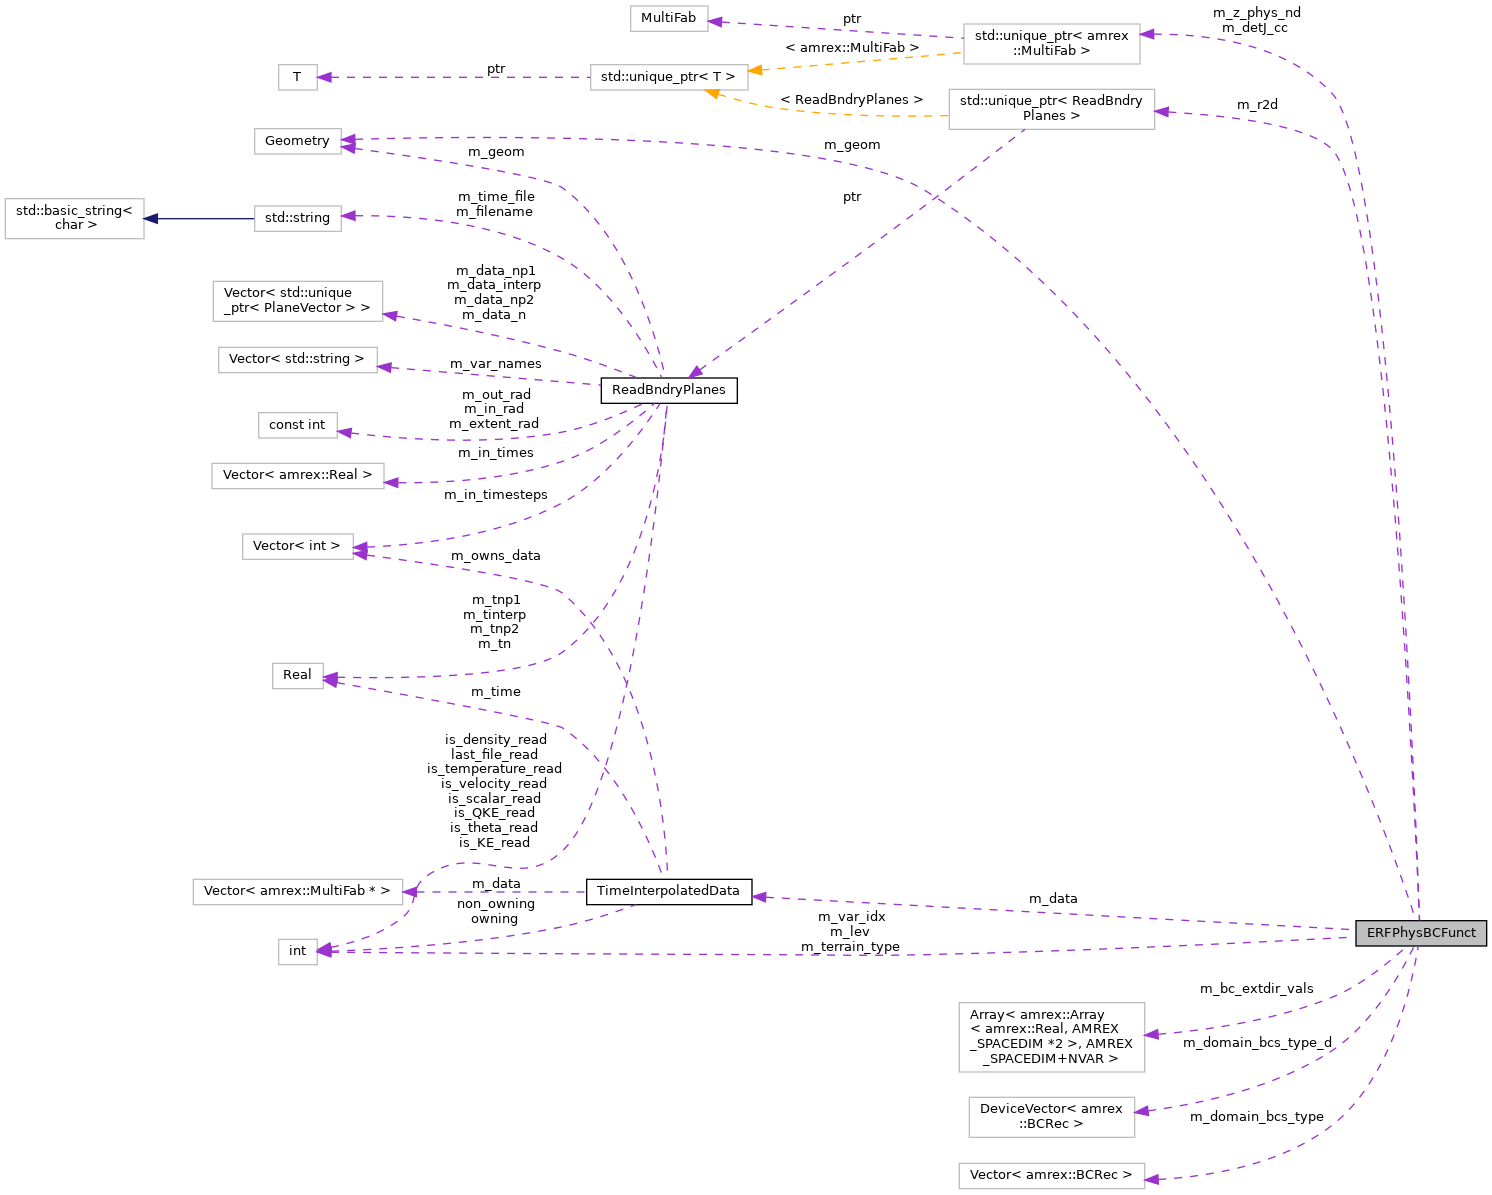 MultiFab
ptr
std::unique_ptr< amrex
::MultiFab >
m_z_phys_nd
m_detJ_cc
< amrex::MultiFab >
T
ptr
std::unique_ptr< T >
< ReadBndryPlanes >
std::unique_ptr< ReadBndry
Planes >
m_r2d
Geometry
m_geom
m_geom
std::basic_string<
char >
std::string
m_time_file
m_filename
ptr
Vector< std::unique
_ptr< PlaneVector > >
m_data_np1
m_data_interp
m_data_np2
m_data_n
Vector< std::string >
m_var_names
ReadBndryPlanes
const int
m_out_rad
m_in_rad
m_extent_rad
Vector< amrex::Real >
m_in_times
m_in_timesteps
Vector< int >
m_owns_data
m_tnp1
m_tinterp
m_tnp2
m_tn
Real
m_time
is_density_read
last_file_read
is_temperature_read
is_velocity_read
is_scalar_read
is_QKE_read
is_theta_read
is_KE_read
Vector< amrex::MultiFab * >
m_data
TimeInterpolatedData
m_data
non_owning
owning
int
m_var_idx
m_lev
m_terrain_type
ERFPhysBCFunct
m_bc_extdir_vals
Array< amrex::Array
< amrex::Real, AMREX
_SPACEDIM *2 >, AMREX
_SPACEDIM+NVAR >
m_domain_bcs_type_d
DeviceVector< amrex
::BCRec >
m_domain_bcs_type
Vector< amrex::BCRec >